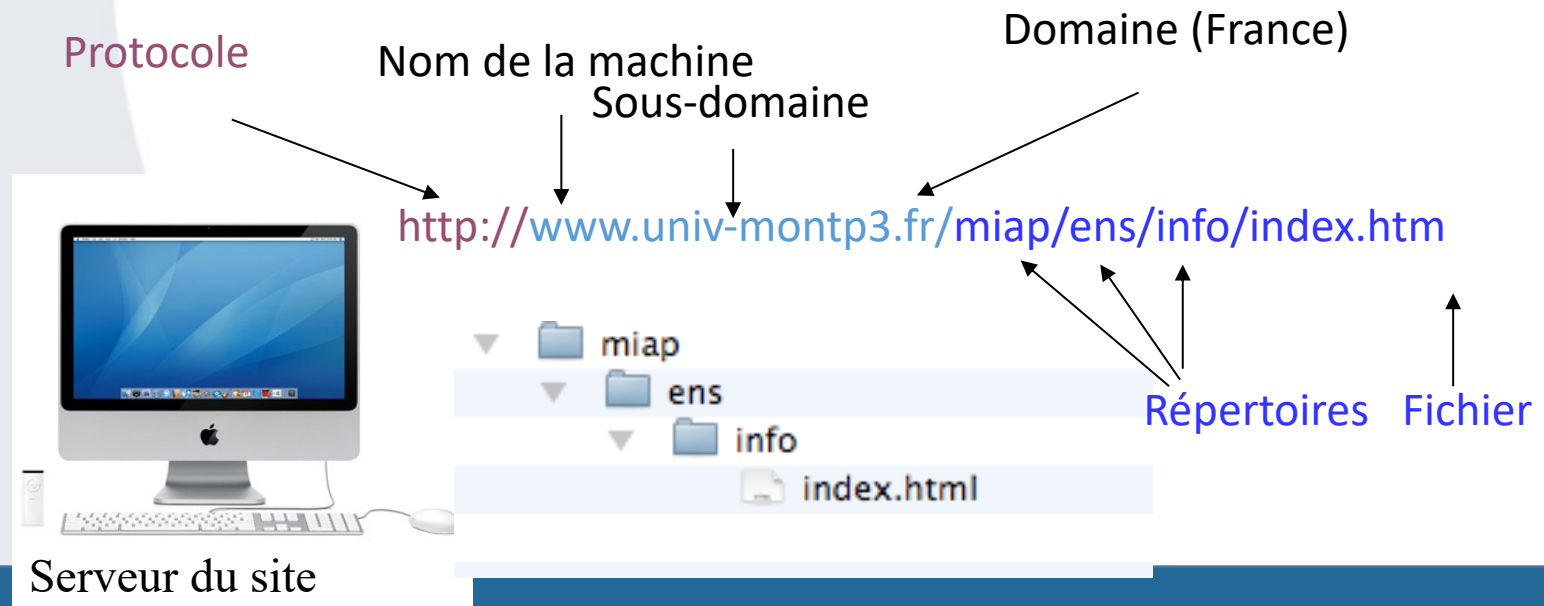 Protocole
Nom de la machine
Sous-domaine
Domaine (France)
http://www.univ-montp3.fr/miap/ens/info/index.htm
miap
ens
info
index.html
Répertoires
Fichier
Serveur du site